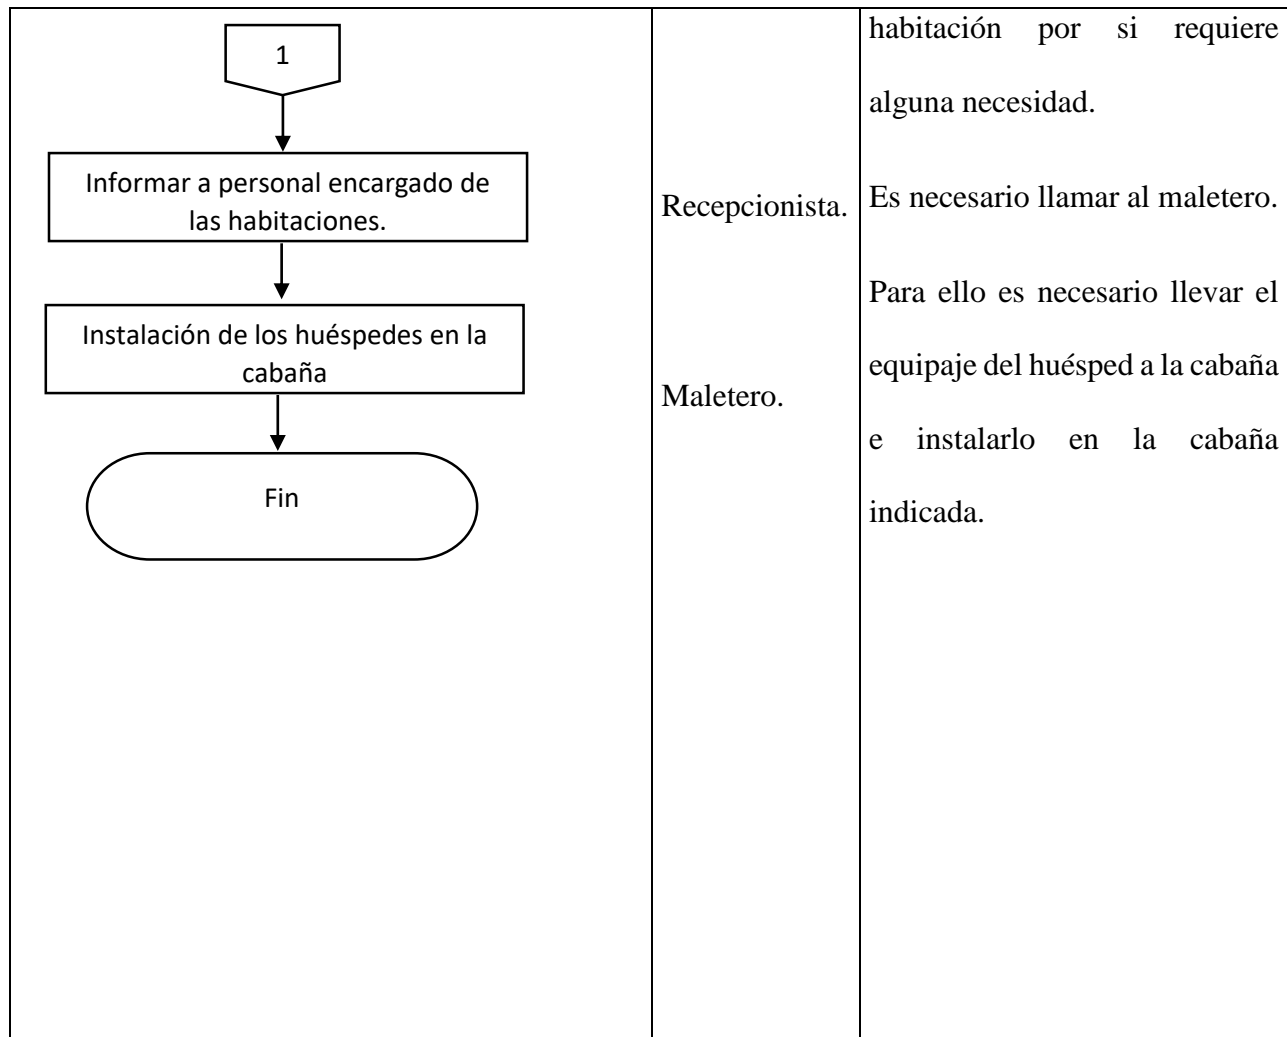 1
Informar a personal encargado de
las habitaciones.
Instalación de los huéspedes en la
cabaña
Fin
Recepcionista.
Maletero.
habitación por si requiere
alguna necesidad.
Es necesario llamar al maletero.
Para ello es necesario llevar el
equipaje del huésped a la cabaña
e instalarlo en la cabaña
indicada.